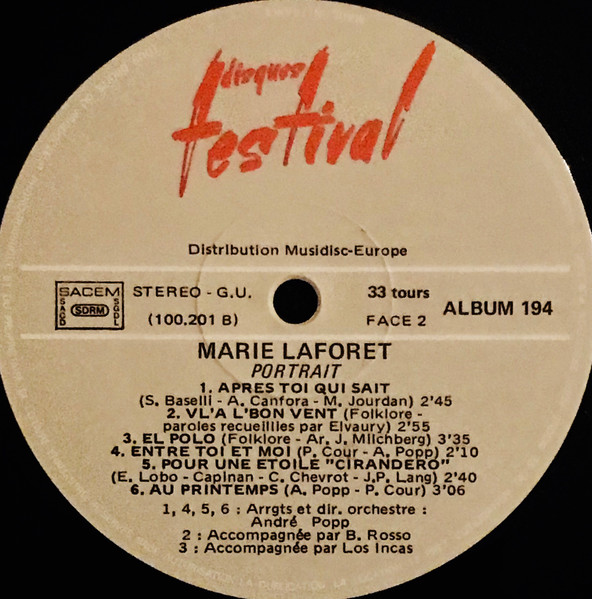 disques
festival
Distribution Musidisc-Europe
SACEM
SACD
SDRM
SGDL
STEREO - G.U.
(100.201 B)
33 tours
FACE 2
ALBUM 194
MARIE LAFORET
PORTRAIT
1. APRES TOI QUI SAIT
(S. Baselli - A. Canfora - M. Jourdan) 2'45
2. VL'A L'BON VENT (Folklore -
paroles recueillies par Elvaury) 2'55
3. EL POLO (Folklore - Ar, J. Milchberg) 3'35
4. ENTRE TOI ET MOI (P. Cour - A. Popp) 2'10
5. POUR UNE ETOILE "CIRANDERO"
(E. Lobo - Capinan - C. Chevrot - J.P. Lang) 2'40
6. AU PRINTEMPS (A. Popp - P. Cour) 3'06
1, 4, 5, 6 : Arrgts et dir. orchestre :
André Popp
2 : Accompagnée par B. Rosso
3 : Accompagnée par Los Incas